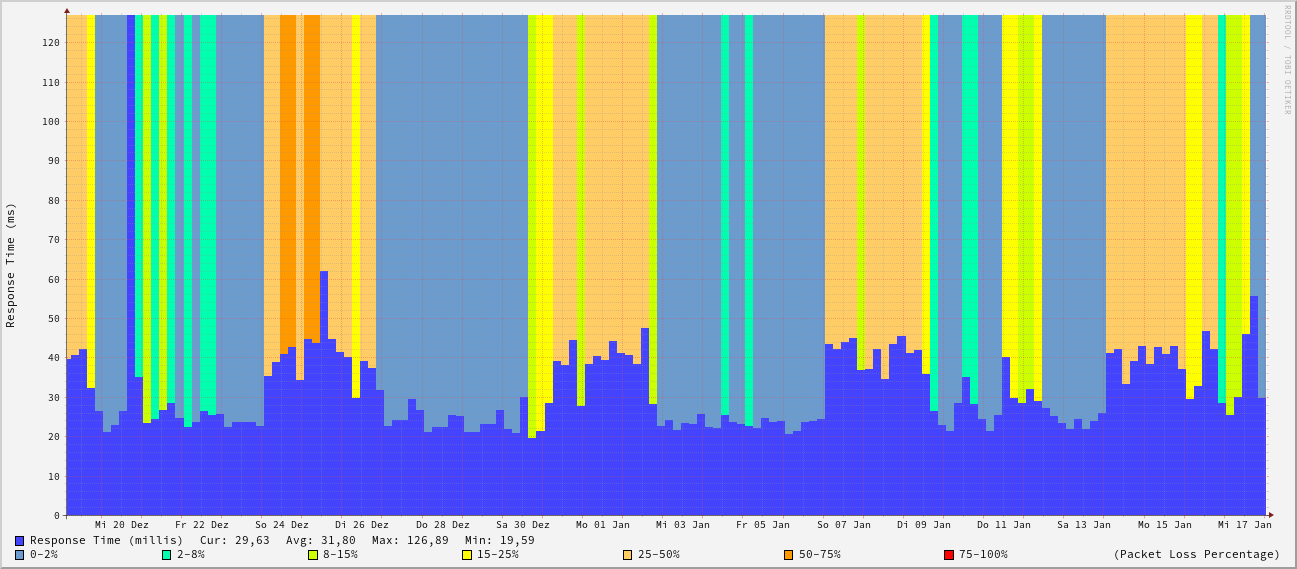 RRDTOOL / TOBI OETIKER
Response Time (ms)
120
110
100
90
80
70
60
50
40
30
20
10
0
Mi 20 Dez Fr 22 Dez So 24 Dez Di 26 Dez Do 28 Dez Sa 30 Dez Mo 01 Jan Mi 03 Jan Fr 05 Jan So 07 Jan Di 09 Jan Do 11 Jan Sa 13 Jan Mo 15 Jan Mi 17 Jan
Response Time (millis) Cur: 29,63 Avg: 31,80 Max: 126,89 Min: 19,59
0-2% 2-8% 8-15% 15-25% 25-50% 50-75% 75-100% (Packet Loss Percentage)